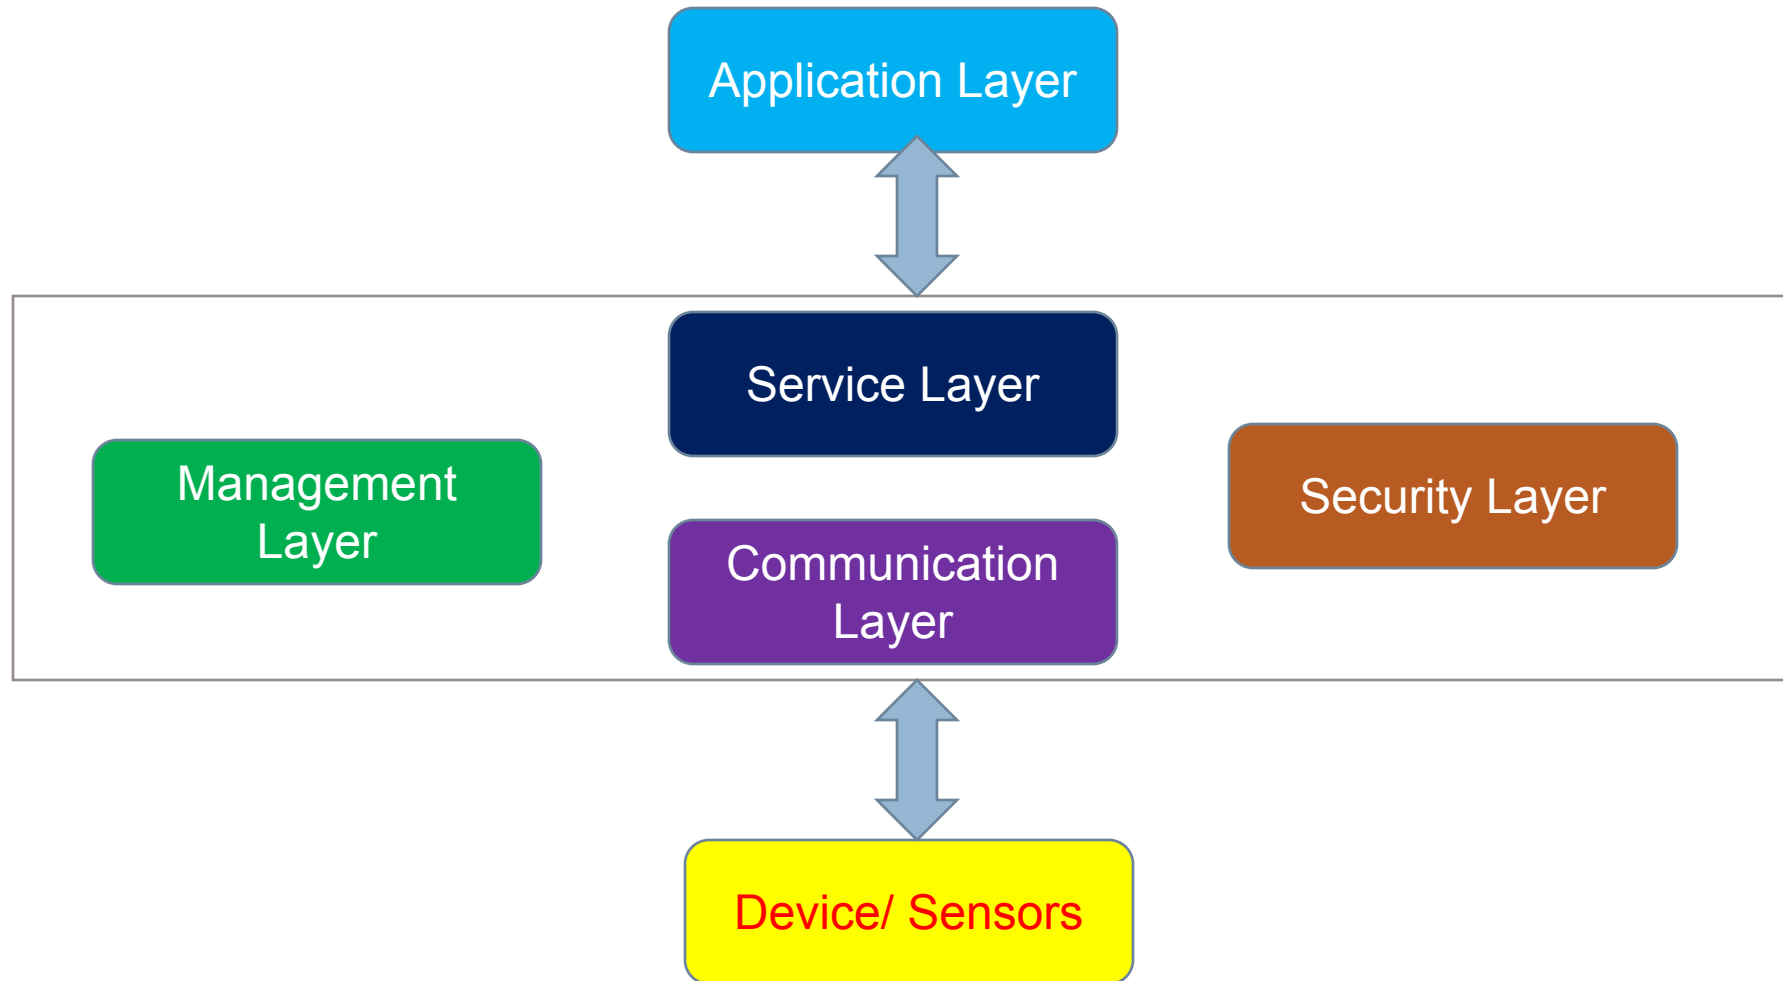 Application Layer
Service Layer
Management
Layer
Security Layer
Communication
Layer
Device/ Sensors